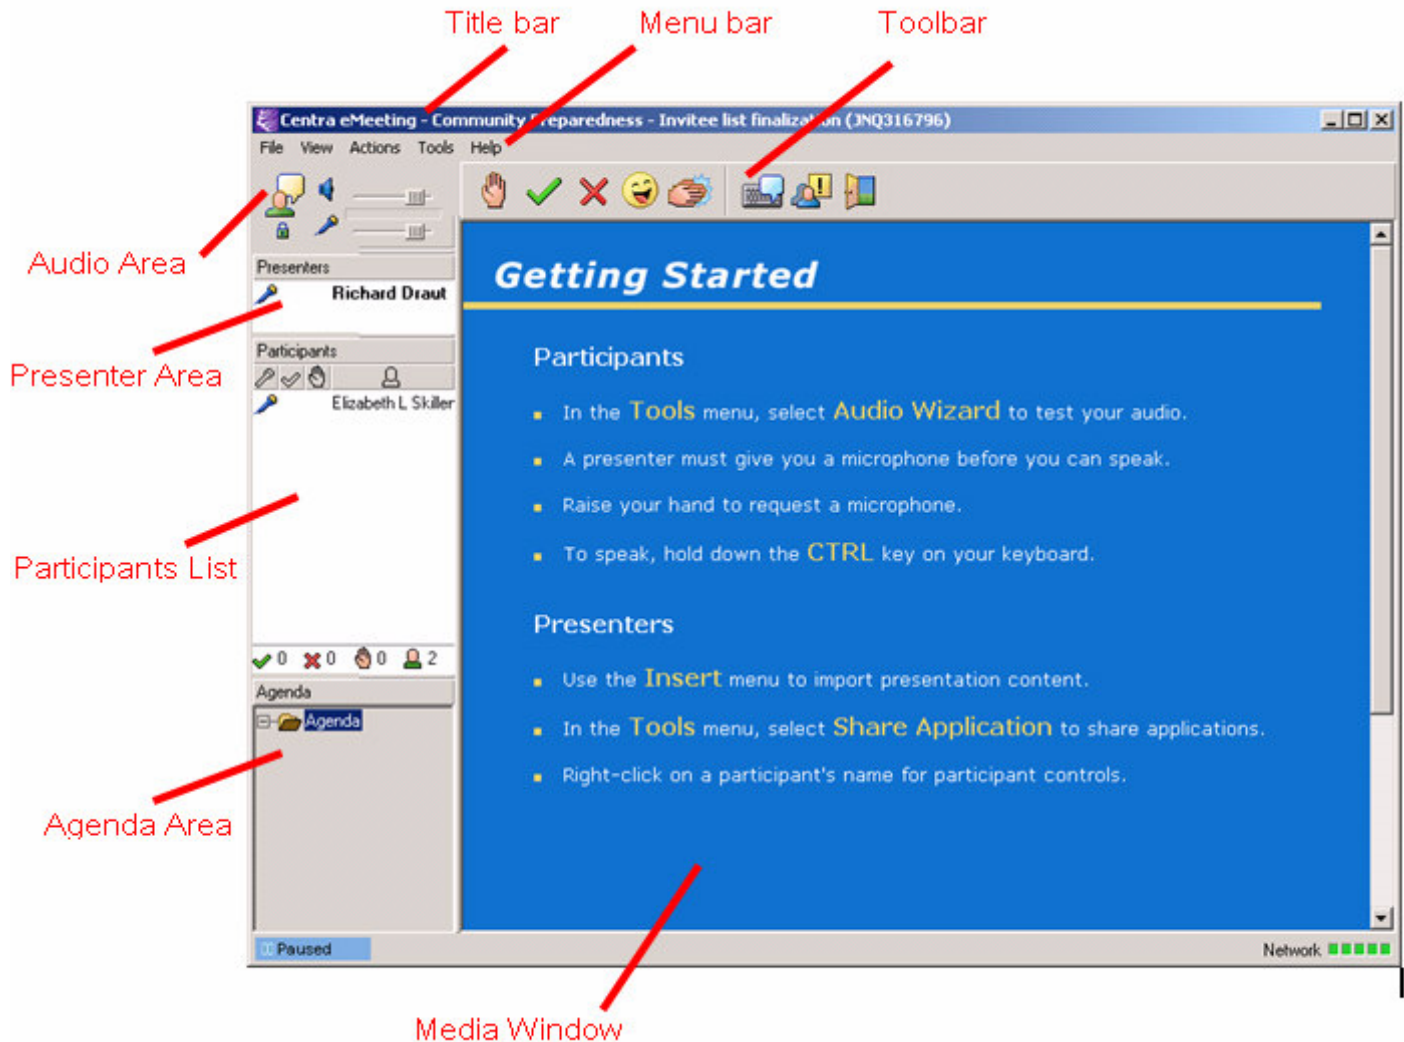 Title bar
Menu bar
Toolbar
Centra eMeeting - Community Preparedness - Invitee list finalization (JNQ316796)
File View Actions Tools Help
Audio Area
Presenters
Richard Draut
Presenter Area
Participants
Elizabeth L Skiller
Participants List
0 0 0 2
Agenda
Agenda
Agenda Area
Paused
Getting Started
Participants
In the Tools menu, select Audio Wizard to test your audio.
A presenter must give you a microphone before you can speak.
Raise your hand to request a microphone.
To speak, hold down the CTRL key on your keyboard.
Presenters
Use the Insert menu to import presentation content.
In the Tools menu, select Share Application to share applications.
Right-click on a participant's name for participant controls.
Network
Media Window